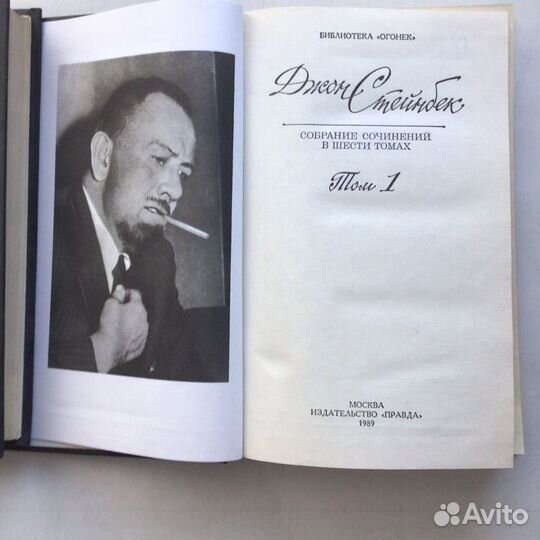 БИБЛИОТЕКА «ОГОНЕК»
Джон Стейнбек
СОБРАНИЕ СОЧИНЕНИЙ
В ШЕСТИ ТОМАХ
Том 1
МОСКВА
ИЗДАТЕЛЬСТВО «ПРАВДА»
1989
Avito